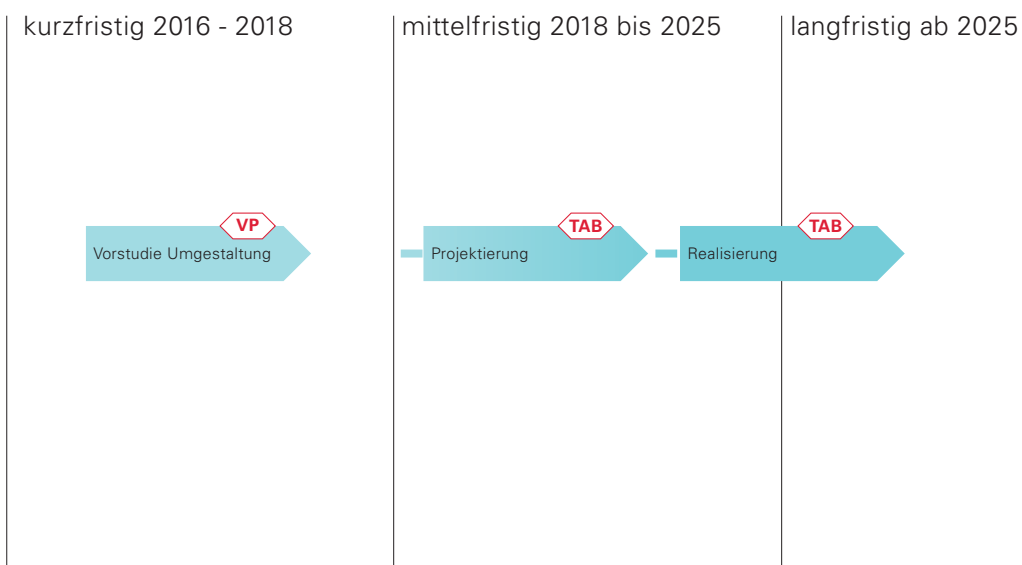 kurzfristig 2016 - 2018
mittelfristig 2018 bis 2025
langfristig ab 2025
VP
Vorstudie Umgestaltung
TAB
Projektierung
TAB
Realisierung